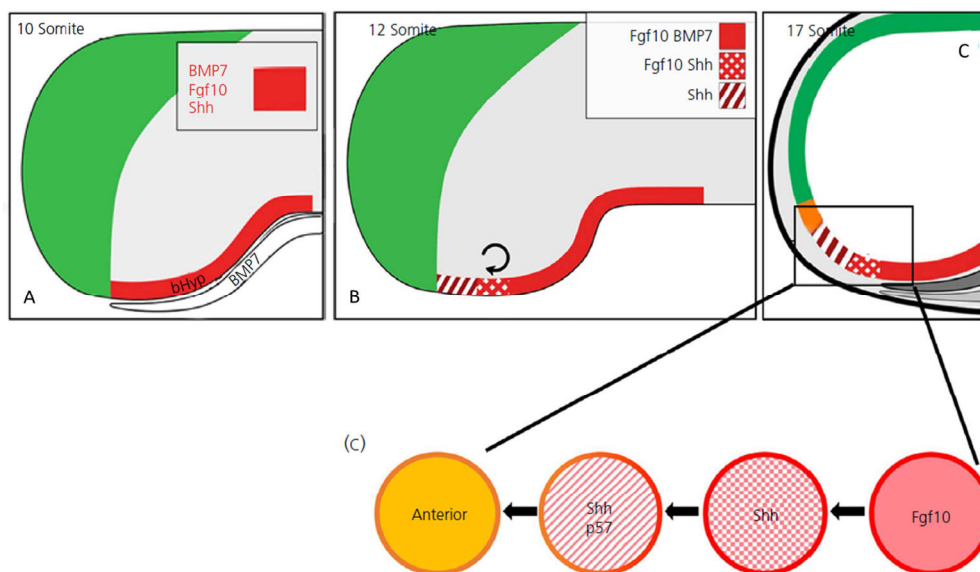 10 Somite
BMP7
Fgf10
Shh
bHyp
BMP7
A
12 Somite
Fgf10 BMP7
Fgf10 Shh
Shh
B
17 Somite
C
(c)
Anterior
Shh
p57
Shh
Fgf10